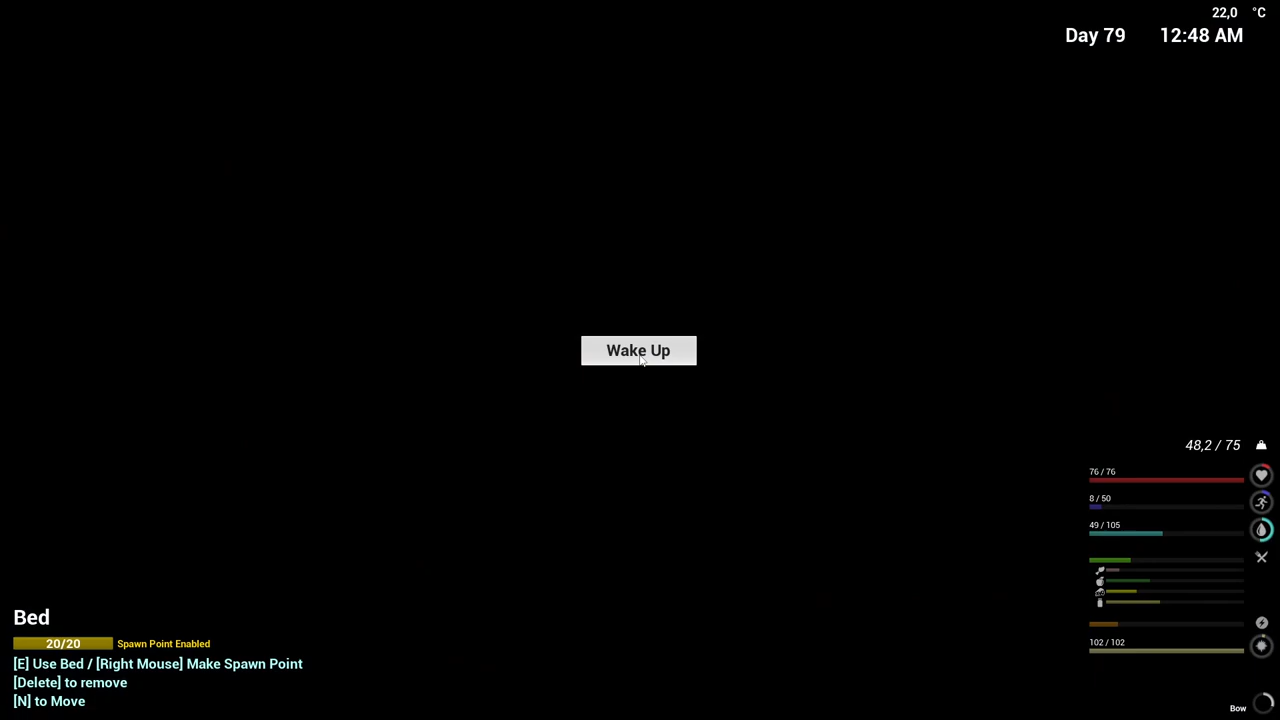 22,0 °C
Day 79 12:48 AM
Wake Up
48,2 / 75
76 / 76
8 / 50
49 / 105
102 / 102
Bow
Bed
20/20 Spawn Point Enabled
[E] Use Bed / [Right Mouse] Make Spawn Point
[Delete] to remove
[N] to Move